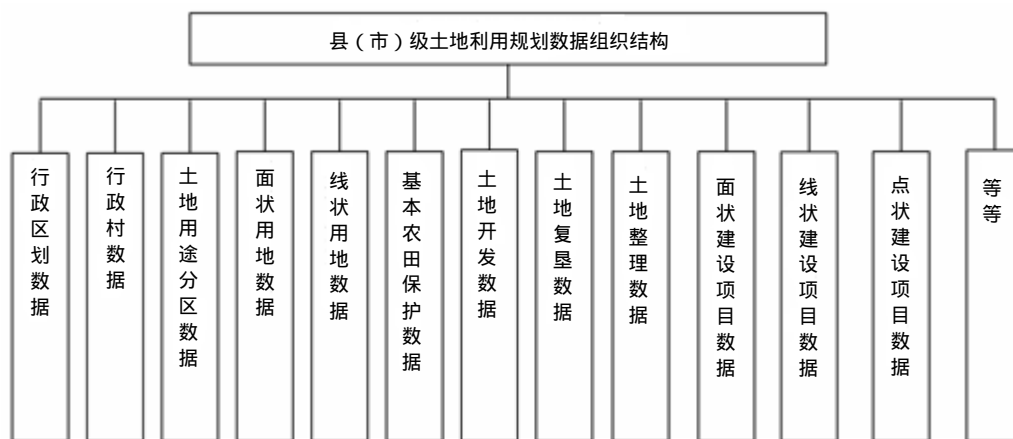 县（市）级土地利用规划数据组织结构
行政区划数据
行政村数据
土地用途分区数据
面状用地数据
线状用地数据
基本农田保护数据
土地开发数据
土地复垦数据
土地整理数据
面状建设项目数据
线状建设项目数据
点状建设项目数据
等等